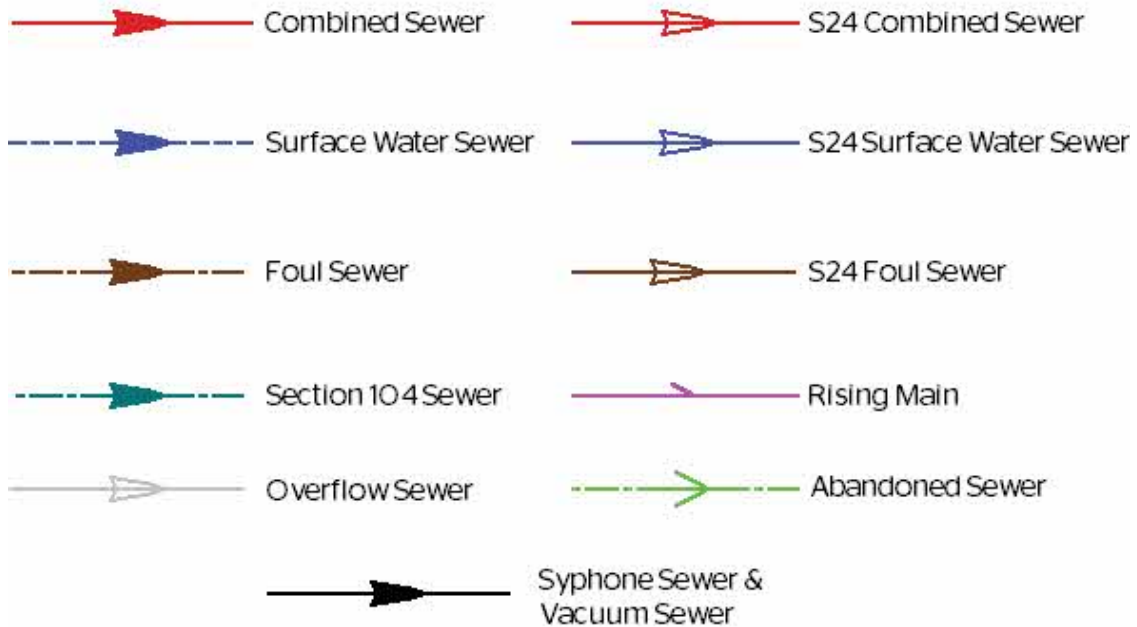 Combined Sewer
S24 Combined Sewer
Surface Water Sewer
S24 Surface Water Sewer
Foul Sewer
S24 Foul Sewer
Section 104 Sewer
Rising Main
Overflow Sewer
Abandoned Sewer
Syphone Sewer &
Vacuum Sewer